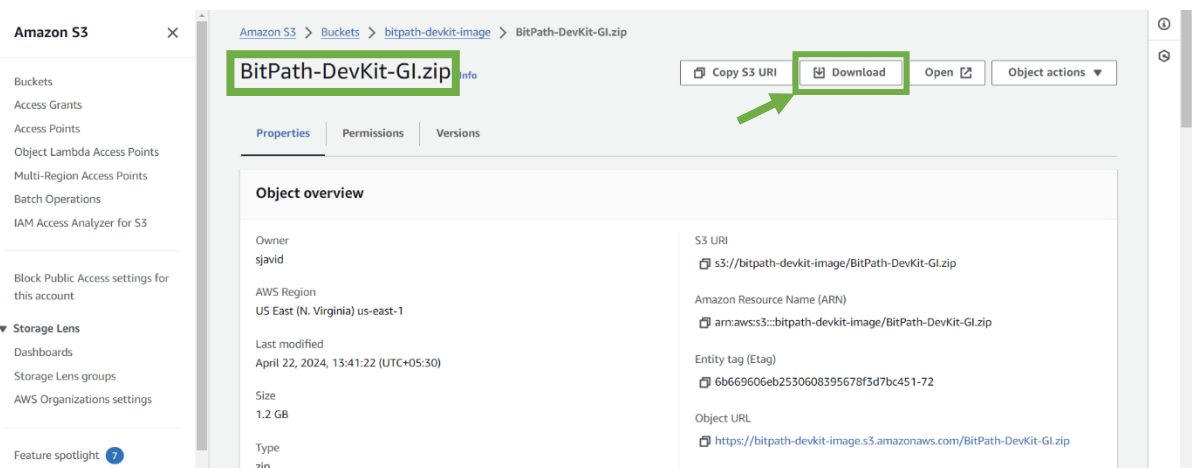 Amazon S3
Buckets
Access Grants
Access Points
Object Lambda Access Points
Multi-Region Access Points
Batch Operations
IAM Access Analyzer for S3
Block Public Access settings for
this account
Storage Lens
Dashboards
Storage Lens groups
AWS Organizations settings
Feature spotlight 7
Amazon S3 > Buckets > bitpath-devkit-image > BitPath-DevKit-GI.zip
BitPath-DevKit-GI.zip Info
Copy S3 URI Download Open Object actions
Properties Permissions Versions
Object overview
Owner
sjavid
AWS Region
US East (N. Virginia) us-east-1
Last modified
April 22, 2024, 13:41:22 (UTC+05:30)
Size
1.2 GB
Type
zip
S3 URI
s3://bitpath-devkit-image/BitPath-DevKit-GI.zip
Amazon Resource Name (ARN)
arn:aws:s3:::bitpath-devkit-image/BitPath-DevKit-GI.zip
Entity tag (Etag)
6b669606eb2530608395678f3d7bc451-72
Object URL
https://bitpath-devkit-image.s3.amazonaws.com/BitPath-DevKit-GI.zip